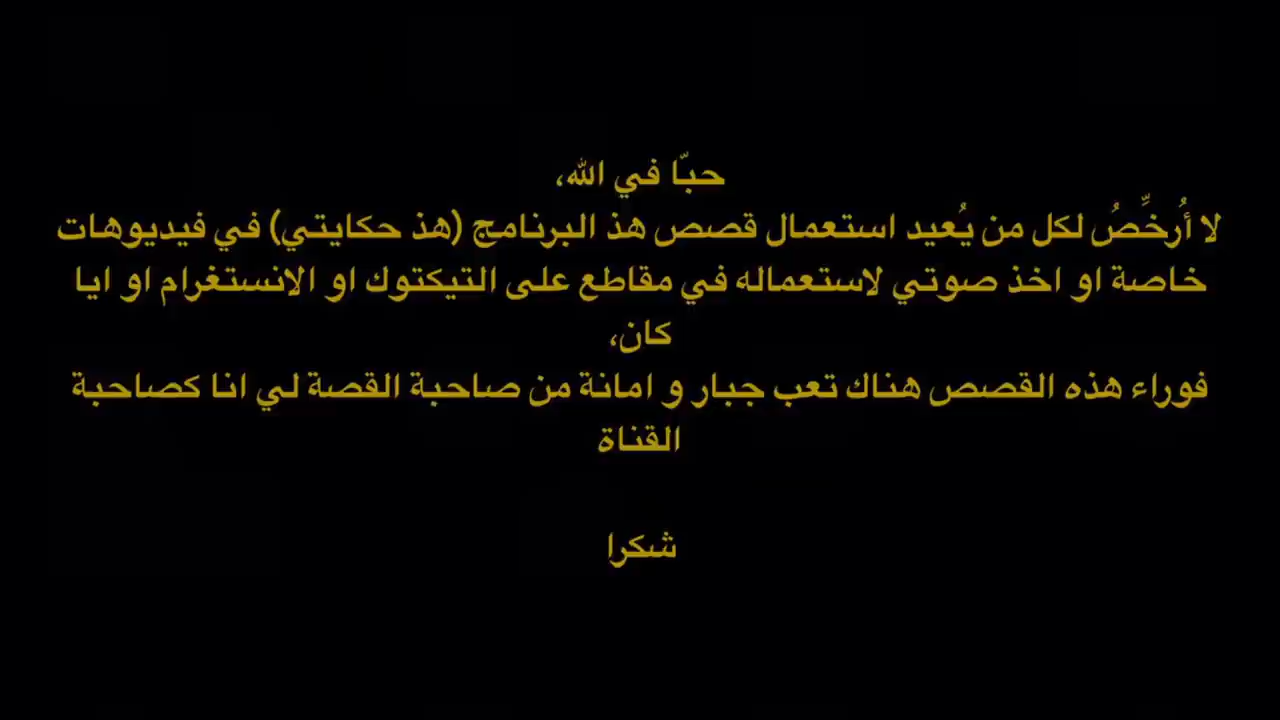 حبّا في الله،
لا أُرخِّصُ لكل من يُعيد استعمال قصص هذ البرنامج (هذ حكايتي) في فيديوهات
خاصة او اخذ صوتي لاستعماله في مقاطع على التيكتوك او الانستغرام او ايا
كان،
فوراء هذه القصص هناك تعب جبار و امانة من صاحبة القصة لي انا كصاحبة
القناة
شكرا